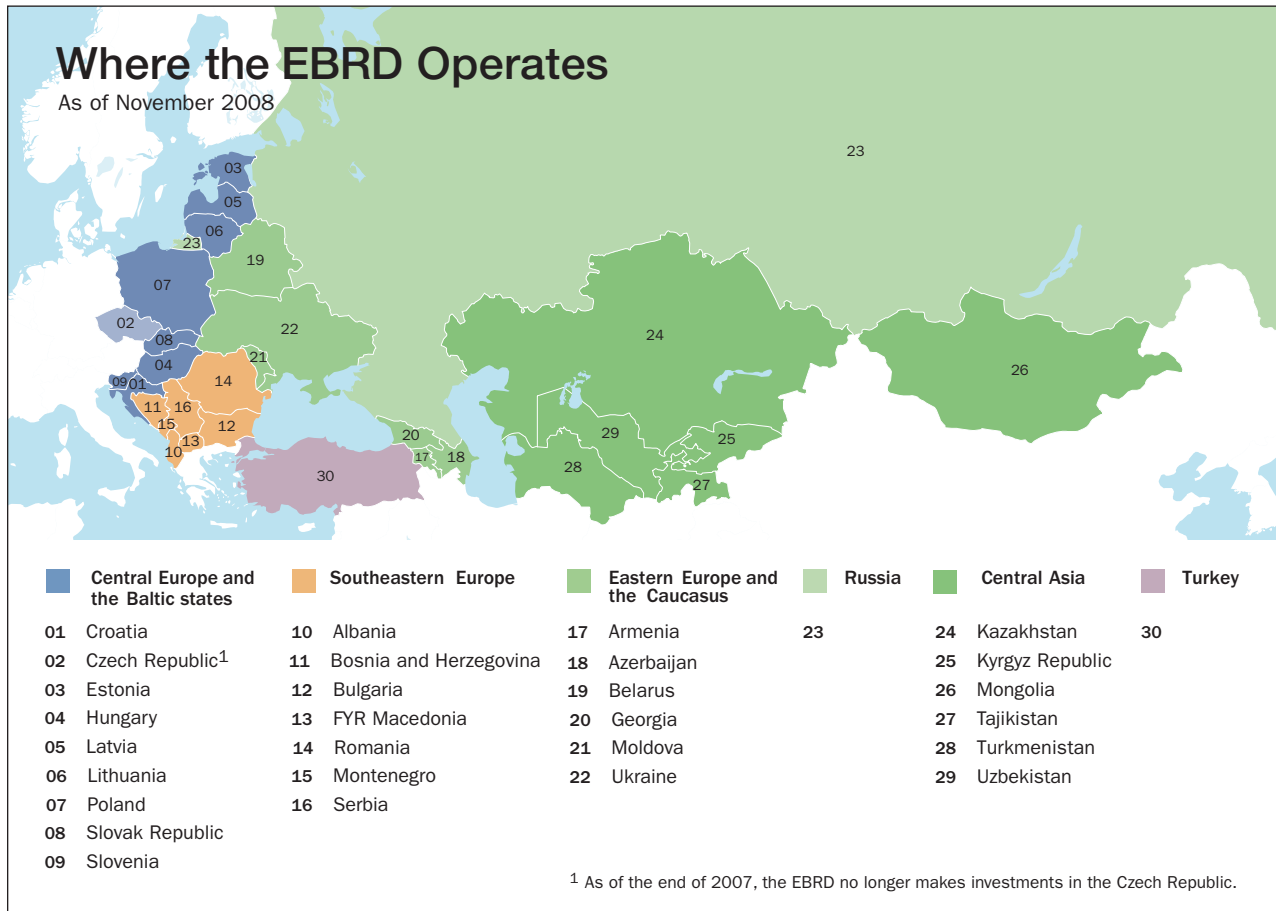 Where the EBRD Operates
As of November 2008
23
03
05
06
23
19
07
02
22
08
24
04
21
09
01
14
26
11
16
15
12
29
20
25
13
10
17
18
28
30
27
Central Europe and
the Baltic states
01 Croatia
02 Czech Republic¹
03 Estonia
04 Hungary
05 Latvia
06 Lithuania
07 Poland
08 Slovak Republic
09 Slovenia
Southeastern Europe
10 Albania
11 Bosnia and Herzegovina
12 Bulgaria
13 FYR Macedonia
14 Romania
15 Montenegro
16 Serbia
Eastern Europe and
the Caucasus
17 Armenia
18 Azerbaijan
19 Belarus
20 Georgia
21 Moldova
22 Ukraine
Russia
23
Central Asia
24 Kazakhstan
25 Kyrgyz Republic
26 Mongolia
27 Tajikistan
28 Turkmenistan
29 Uzbekistan
Turkey
30
¹ As of the end of 2007, the EBRD no longer makes investments in the Czech Republic.